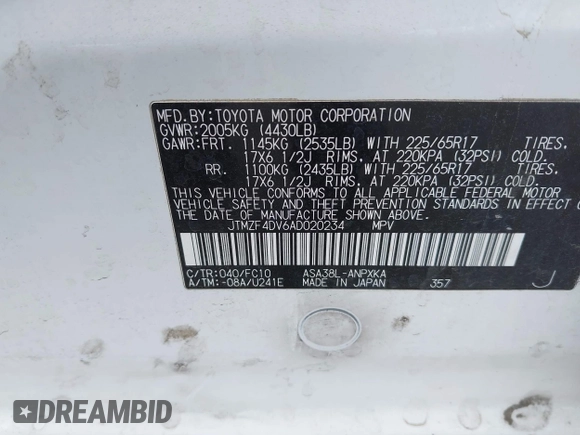 MFD.BY:TOYOTA MOTOR CORPORATION
GVWR:2005KG (4430LB)
GAWR:FRT. 1145KG (2535LB) WITH 225/65R17 TIRES.
17X6 1/2J RIMS. AT 220KPA (32PSI) COLD.
RR. 1100KG (2435LB) WITH 225/65R17 TIRES.
17X6 1/2J RIMS. AT 220KPA (32PSI) COLD.
THIS VEHICLE CONFORMS TO ALL APPLICABLE FEDERAL MOTOR
VEHICLE SAFETY AND THEFT PREVENTION STANDARDS IN EFFEC
ON THE DATE OF MANUFACTURE SHOWN ABOVE.
JTMZF4DV6AD020234 MPV
C/TR:040/FC10 ASA38L-ANPXKA
A/TM:-08A/U241E MADE IN JAPAN 357 J
DREAMBID